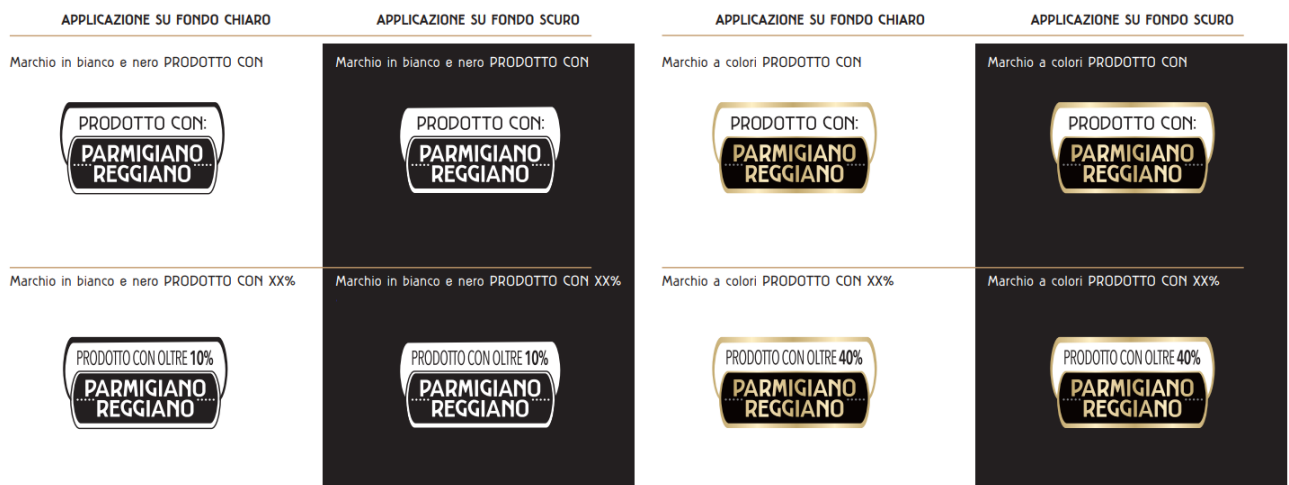 APPLICAZIONE SU FONDO CHIARO
APPLICAZIONE SU FONDO SCURO
APPLICAZIONE SU FONDO CHIARO
APPLICAZIONE SU FONDO SCURO
Marchio in bianco e nero PRODOTTO CON
Marchio in bianco e nero PRODOTTO CON
Marchio a colori PRODOTTO CON
Marchio a colori PRODOTTO CON
PRODOTTO CON:
PARMIGIANO
REGGIANO
PRODOTTO CON:
PARMIGIANO
REGGIANO
PRODOTTO CON:
PARMIGIANO
REGGIANO
PRODOTTO CON:
PARMIGIANO
REGGIANO
Marchio in bianco e nero PRODOTTO CON XX%
Marchio in bianco e nero PRODOTTO CON XX%
Marchio a colori PRODOTTO CON XX%
Marchio a colori PRODOTTO CON XX%
PRODOTTO CON OLTRE 10%
PARMIGIANO
REGGIANO
PRODOTTO CON OLTRE 10%
PARMIGIANO
REGGIANO
PRODOTTO CON OLTRE 40%
PARMIGIANO
REGGIANO
PRODOTTO CON OLTRE 40%
PARMIGIANO
REGGIANO